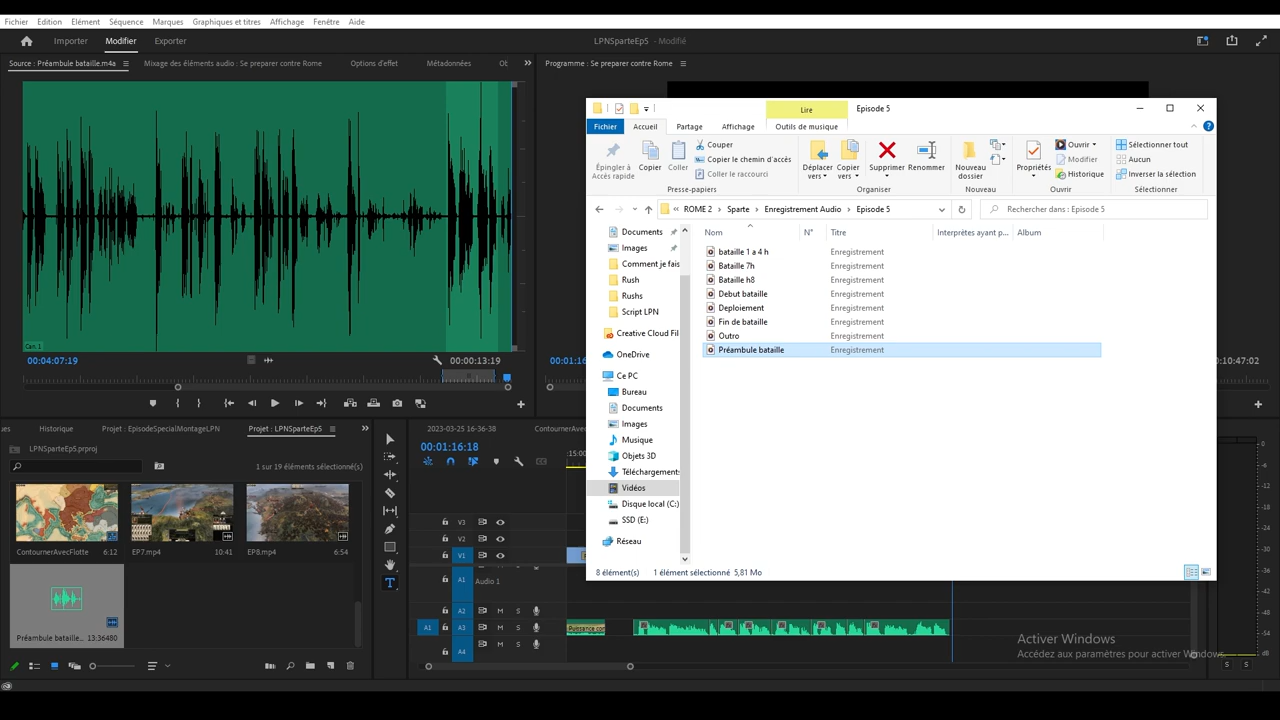 Fichier Edition Elément Séquence Marques Graphiques et titres Affichage Fenêtre Aide
Importer Modifier Exporter
LPNSparteEp5 - Modifié
Source : Préambule bataille.m4a
Mixage des éléments audio : Se preparer contre Rome
Options d'effet
Métadonnées
Ot
Programme : Se preparer contre Rome
Can. 1
00:04:07:19
00:00:13:19
00:01:16
0:10:47:02
Lire
Episode 5
Fichier Accueil Partage Affichage Outils de musique
Épingler à
Accès rapide
Copier
Coller
Couper
Copier le chemin d'accès
Coller le raccourci
Presse-papiers
Déplacer
vers
Copier
vers
Supprimer
Renommer
Organiser
Nouveau
dossier
Nouveau
Propriétés
Ouvrir
Modifier
Historique
Ouvrir
Sélectionner tout
Aucun
Inverser la sélection
Sélectionner
« ROME 2 > Sparte > Enregistrement Audio > Episode 5
Rechercher dans : Episode 5
Documents
Images
Comment je fais
Rush
Rushs
Script LPN
Creative Cloud Fil
OneDrive
Ce PC
Bureau
Documents
Images
Musique
Objets 3D
Téléchargement:
Vidéos
Disque local (C:)
SSD (E:)
Réseau
Nom N° Titre Interprètes ayant p... Album
bataille 1 a 4 h Enregistrement
Bataille 7h Enregistrement
Bataille h8 Enregistrement
Debut bataille Enregistrement
Deploiement Enregistrement
Fin de bataille Enregistrement
Outro Enregistrement
Préambule bataille Enregistrement
8 élément(s) 1 élément sélectionné 5,81 Mo
ues
Historique
Projet : EpisodeSpecialMontageLPN
Projet : LPNSparteEp5
LPNSparteEp5.prproj
1 sur 19 éléments sélectionné(s)
ContournerAvecFlotte 6:12
EP7.mp4 10:41
EP8.mp4 6:54
Préambule bataille... 13:36480
2023-03-25 16-36-38
ContournerAvec
00:01:16:18
:15:00
V3
V2
V1
A1 Audio 1
A2 M S
A1 A3 M S
A4 M S
-36
-42
-48
-54
dB
S S
Activer Windows
Accédez aux paramètres pour activer Windows.